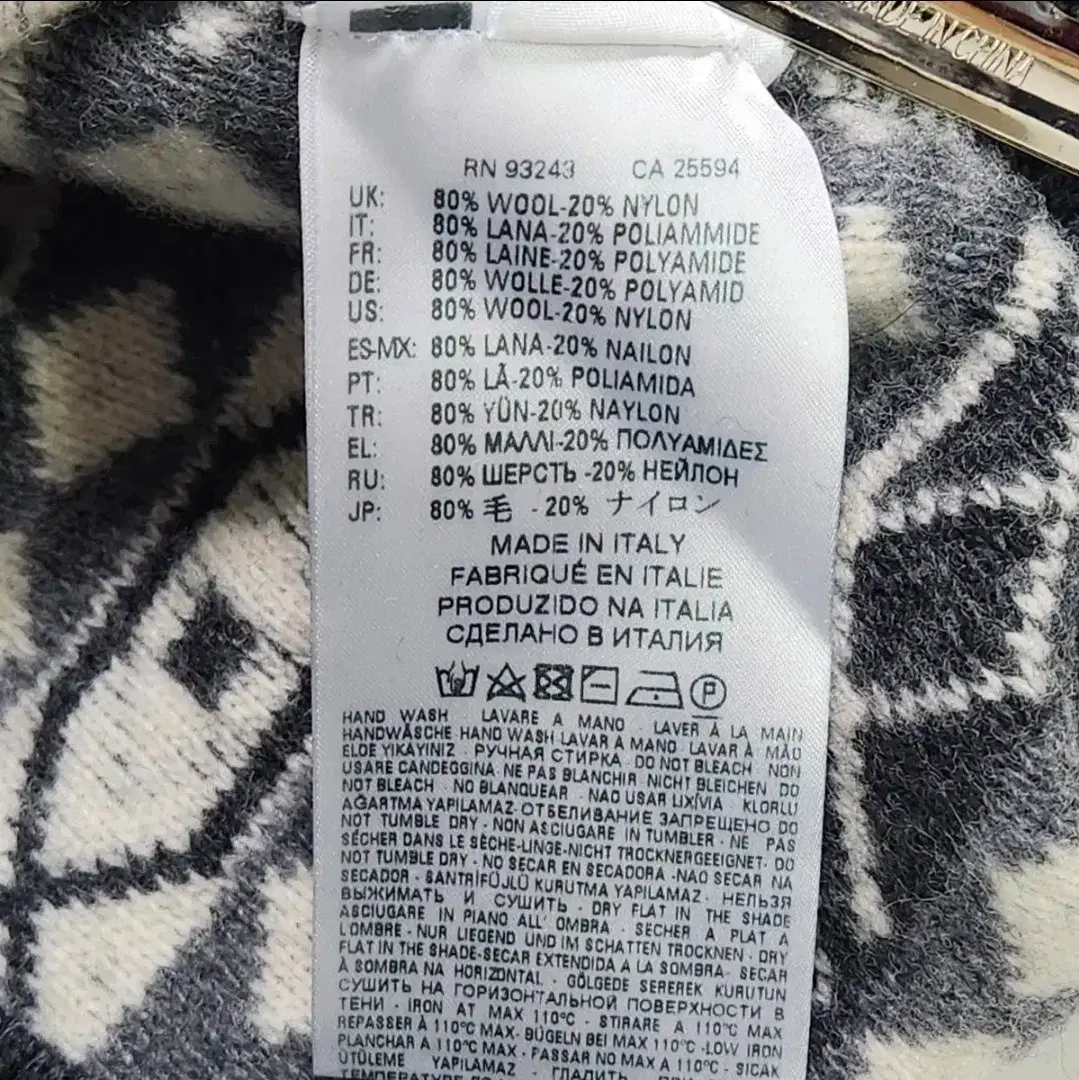 MADE IN CHINA
RN 93243 CA 25594
UK: 80% WOOL-20% NYLON
IT: 80% LANA-20% POLIAMMIDE
FR: 80% LAINE-20% POLYAMIDE
DE: 80% WOLLE-20% POLYAMID
US: 80% WOOL-20% NYLON
ES-MX: 80% LANA-20% NAILON
PT: 80% LÃ-20% POLIAMIDA
TR: 80% YÜN-20% NAYLON
EL: 80% ΜΑΛΛΙ-20% ΠΟΛΥΑΜΙΔΕΣ
RU: 80% ШЕРСТЬ -20% НЕЙЛОН
JP: 80% 毛 - 20% ナイロン
MADE IN ITALY
FABRIQUÉ EN ITALIE
PRODUZIDO NA ITALIA
СДЕЛАНО В ИТАЛИЯ
P
HAND WASH LAVARE A MANO - LAVER À LA MAIN
HANDWÄSCHE HAND WASH LAVAR A MANO LAVAR À MÃO
ELDE YIKAYINIZ - РУЧНАЯ СТИРКА DO NOT BLEACH NON
USARE CANDEGGINA NE PAS BLANCHIR NICHT BLEICHEN DO
NOT BLEACH - NO BLANQUEAR - NAO USAR LIXÍVIA - KLORLU
AĞARTMA YAPILAMAZ-ОТБЕЛИВАНИЕ ЗАПРЕЩЕНО DO
NOT TUMBLE DRY - NON ASCIUGARE IN TUMBLER - NE PAS
SÉCHER DANS LE SÈCHE-LINGE-NICHT TROCKNERGEEIGNET- DO
NOT TUMBLE DRY - NO SECAR EN SECADORA -NAO SECAR NA
SECADOR - SANTRİFÜJLÜ KURUTMA YAPILAMAZ - НЕЛЬЗЯ
ВЫЖИМАТЬ И СУШИТЬ - DRY FLAT IN THE SHADE
ASCIUGARE IN PIANO ALL' OMBRA - SECHER A PLAT A
L'OMBRE - NUR LIEGEND UND IM SCHATTEN TROCKNEN - DRY
FLAT IN THE SHADE-SECAR EXTENDIDA A LA SOMBRA- SECAR
À SOMBRA NA HORIZONTAL - GÖLGEDE SEREREK KURUTUN
СУШИТЬ НА ГОРИЗОНТАЛЬНОЙ ПОВЕРХНОСТИ В
ТЕНИ - IRON AT MAX 110°C - STIRARE A 110°C MAX
REPASSER À 110°C MAX - BÜGELN BEI MAX 110°C -LOW IRON
PLANCHAR A 110°C MAX - PASSAR NO MAX A 110°C - SICAK
ÜTÜLEME YAPILAMAZ - ГЛАДИТЬ